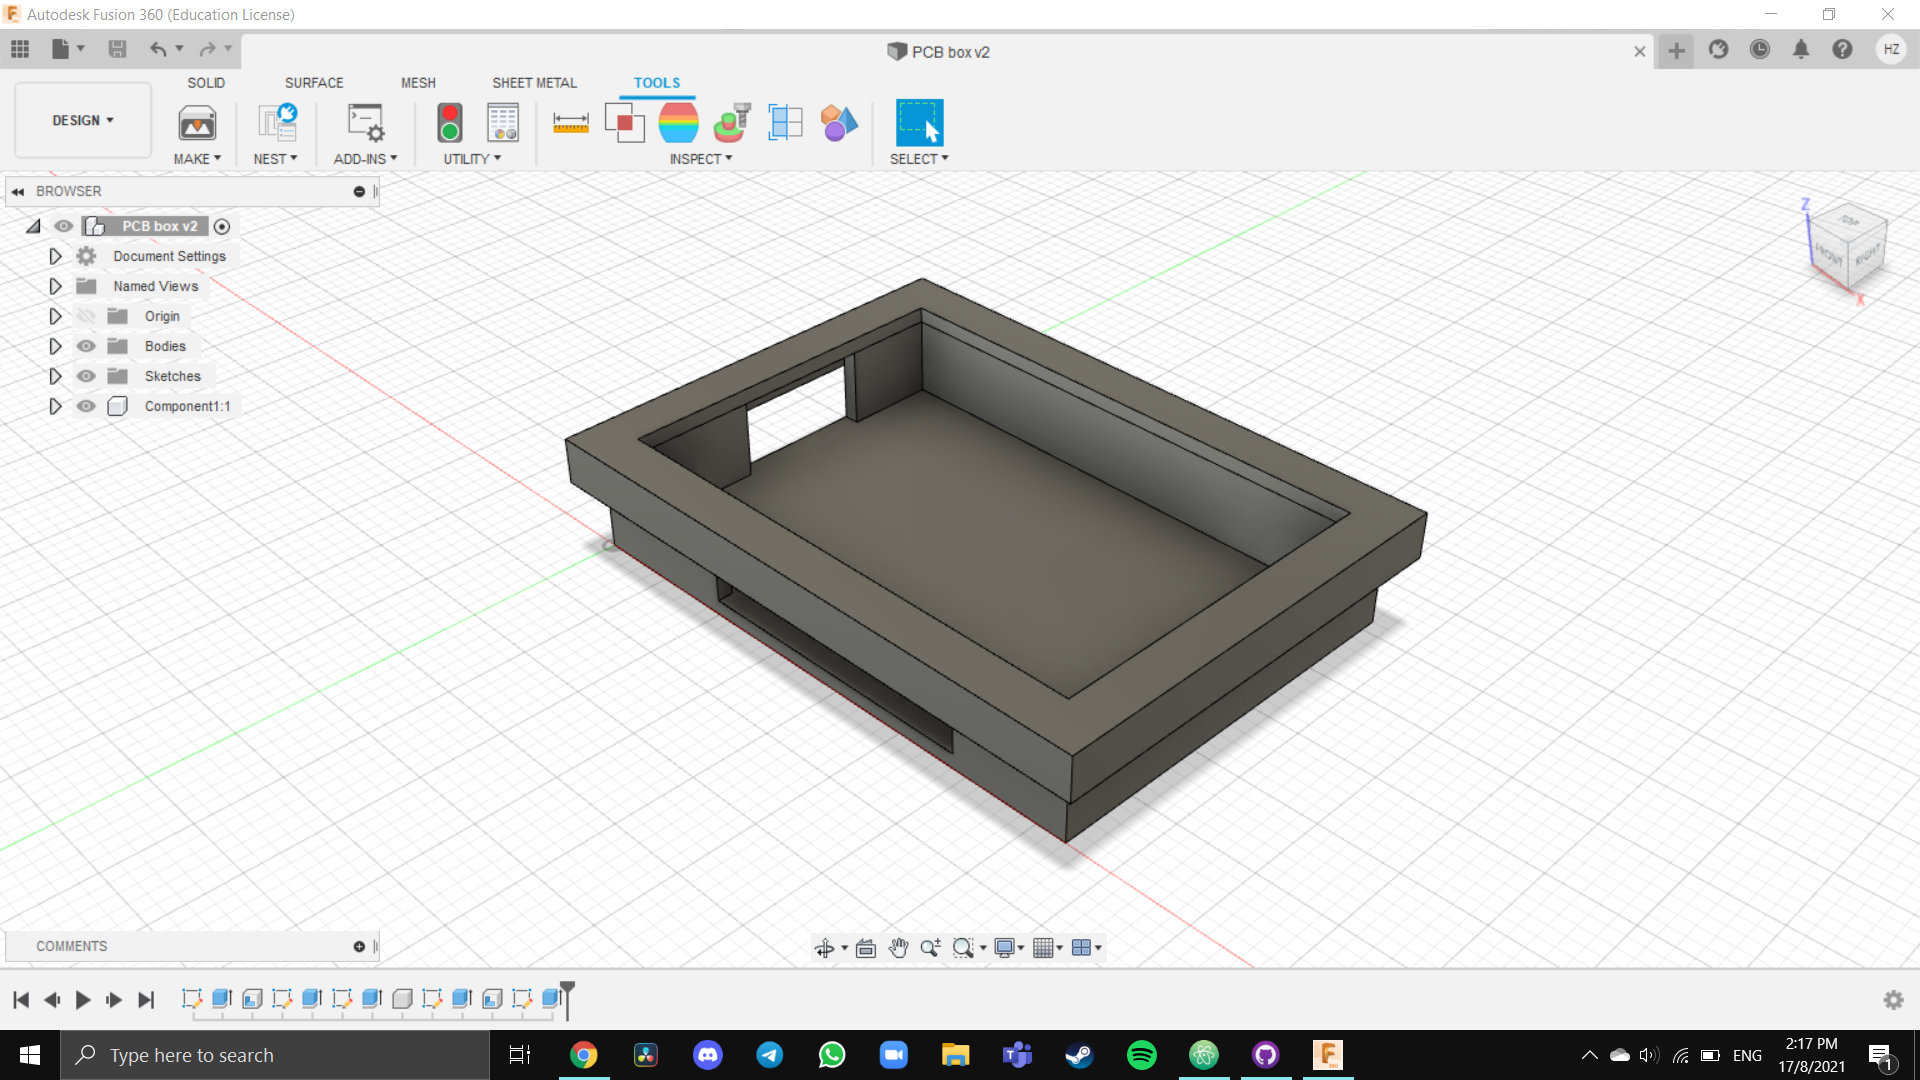 Autodesk Fusion 360 (Education License)
PCB box v2
HZ
SOLID SURFACE MESH SHEET METAL TOOLS
DESIGN
MAKE NEST ADD-INS UTILITY INSPECT SELECT
BROWSER
PCB box v2
Document Settings
Named Views
Origin
Bodies
Sketches
Component1:1
Z
TOP
FRONT RIGHT
X
COMMENTS
Type here to search
ENG
2:17 PM
17/8/2021
1